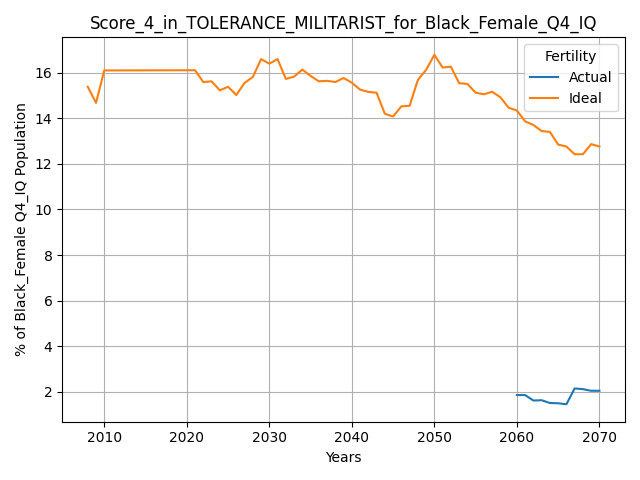 Score_4_in_TOLERANCE_MILITARIST_for_Black_Female_Q4_IQ
Fertility
Actual
Ideal
% of Black_Female Q4_IQ Population
16
14
12
10
8
6
4
2
2010 2020 2030 2040 2050 2060 2070
Years